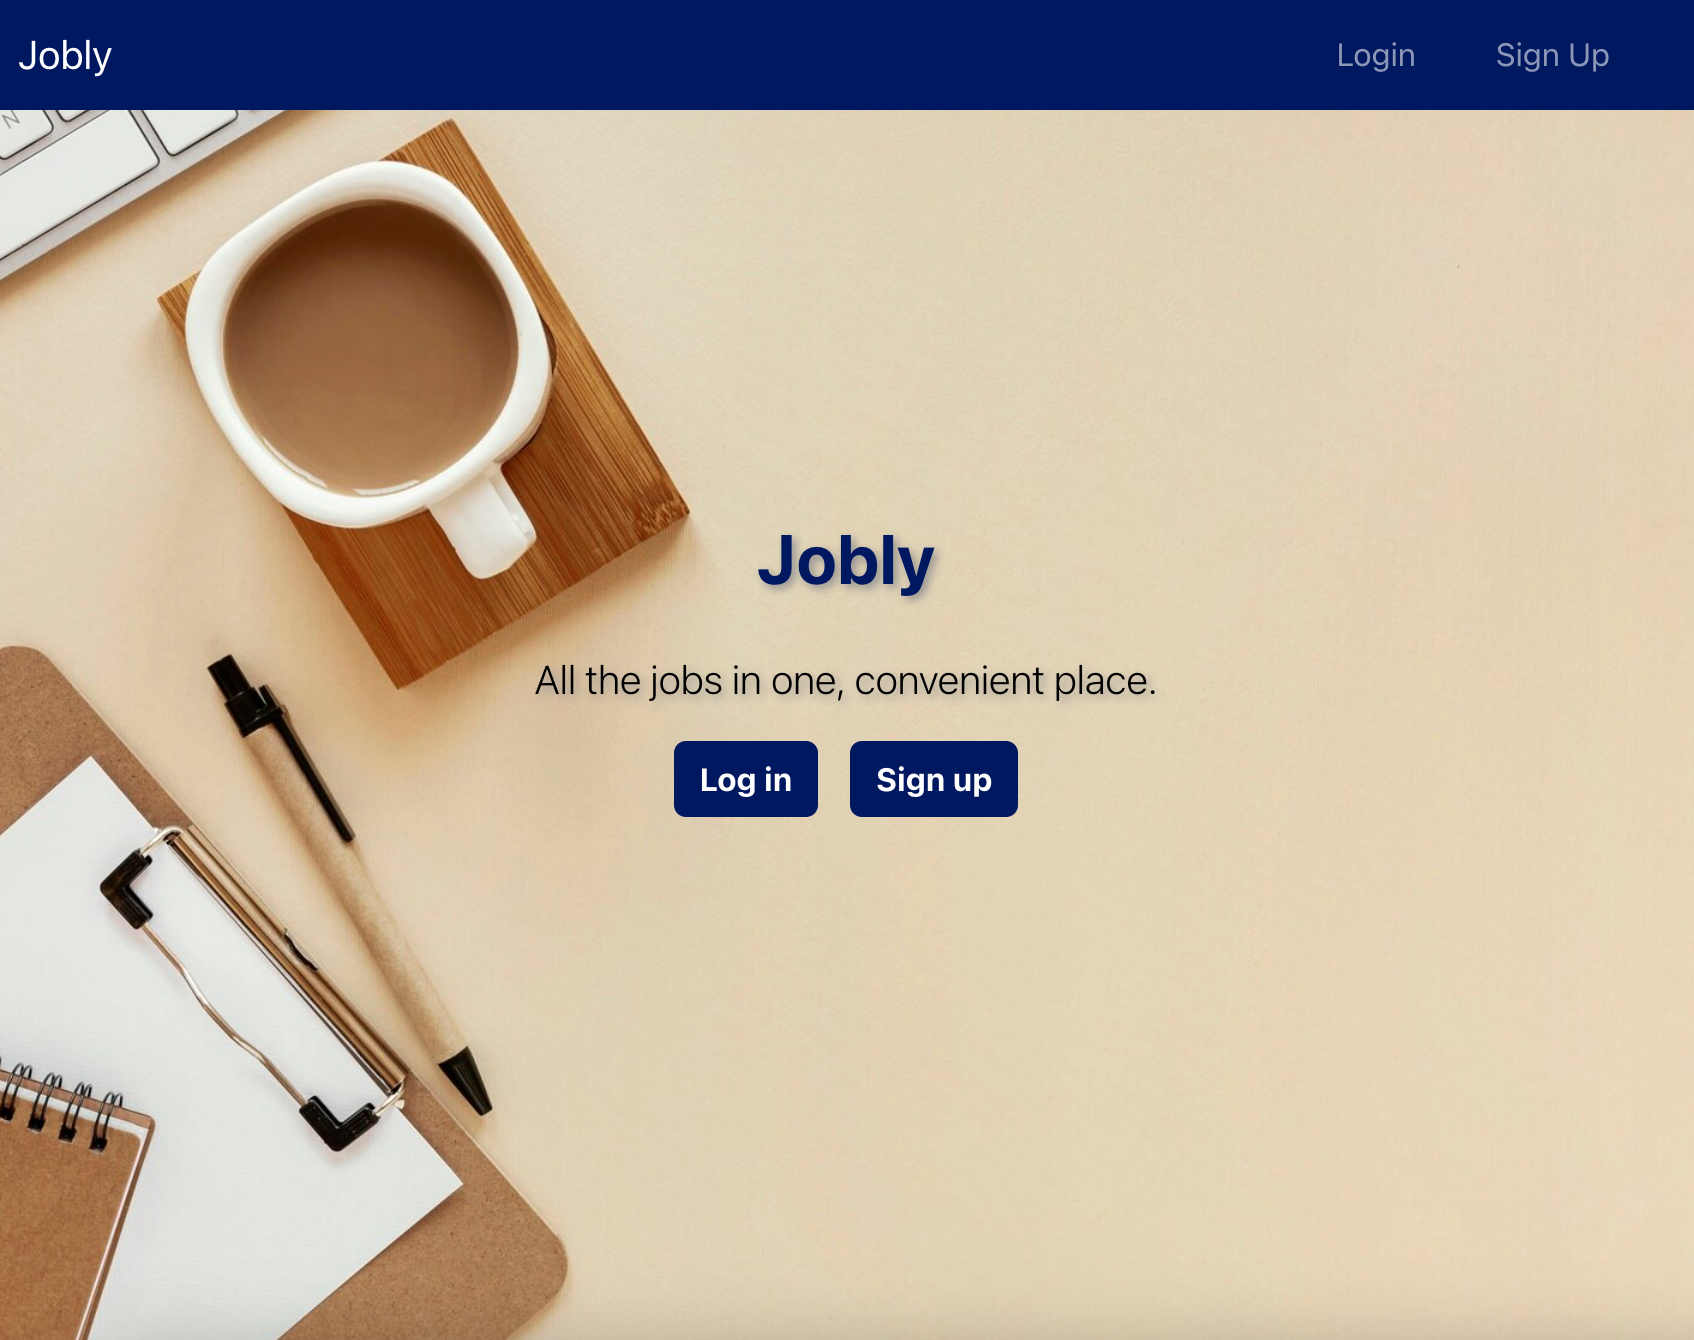 Jobly
Login
Sign Up
N
Jobly
All the jobs in one, convenient place.
Log in
Sign up